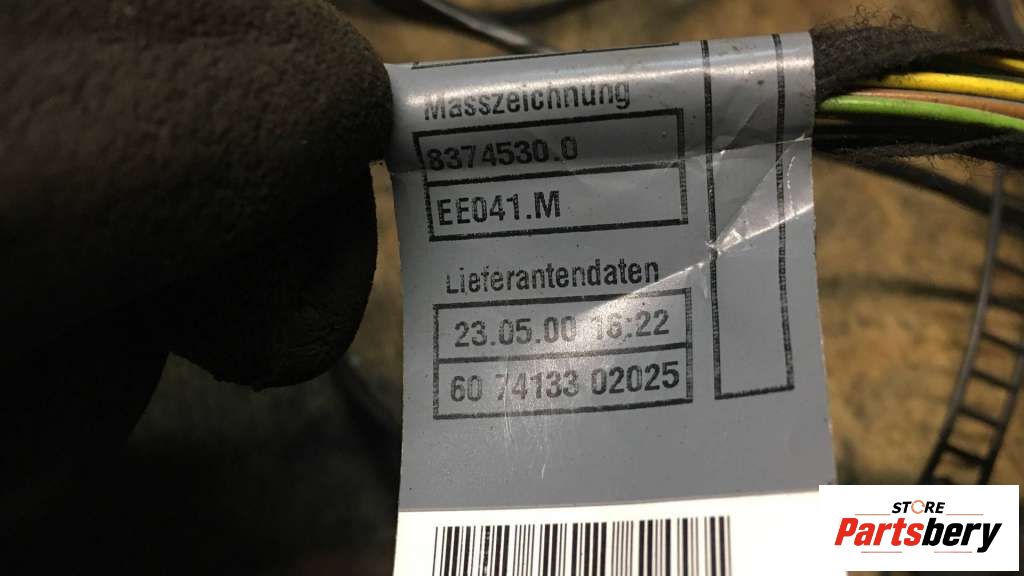 Masszeichnung
8374530.0
EE041.M
Lieferantendaten
23.05.00 16:22
60 74133 02025
STORE
Partsbery